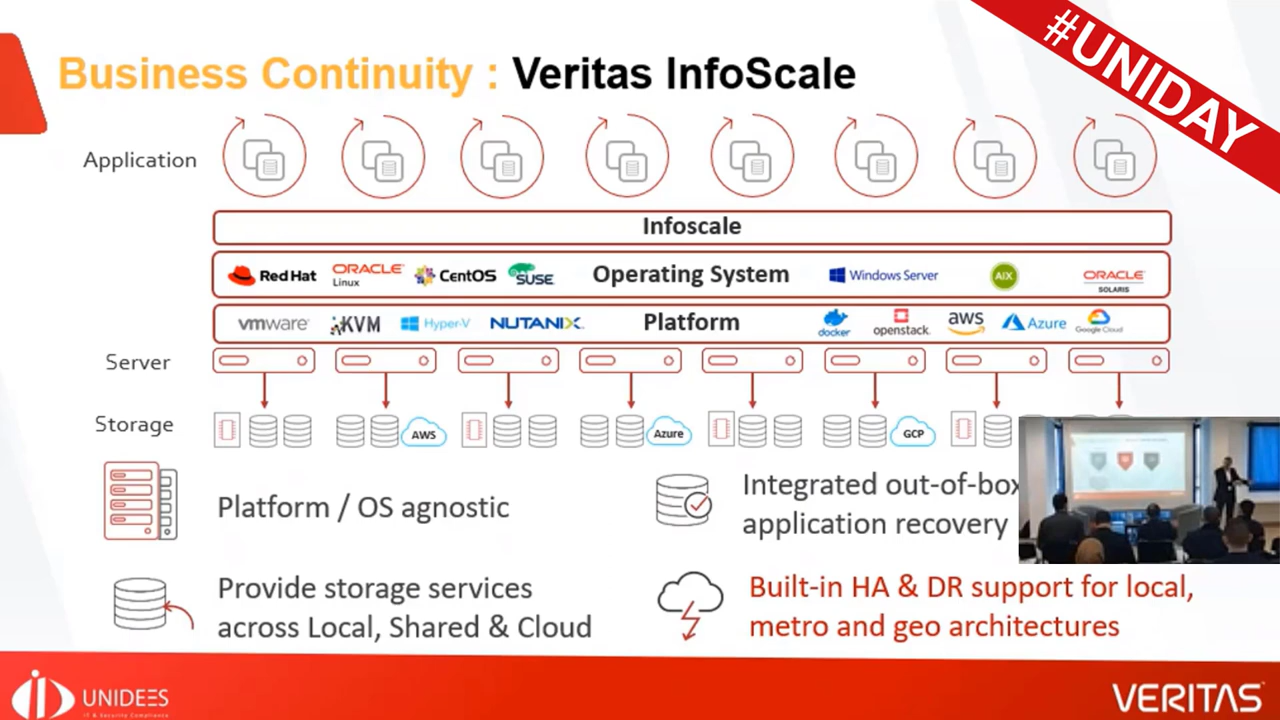 #UNIDAY
Business Continuity : Veritas InfoScale
Application
Infoscale
Red Hat ORACLE Linux CentOS SUSE Operating System Windows Server AIX ORACLE SOLARIS
vmware KVM Hyper-V NUTANIX Platform docker openstack. aws Azure Google Cloud
Server
Storage AWS Azure GCP
Platform / OS agnostic
Integrated out-of-box
application recovery
Provide storage services
across Local, Shared & Cloud
Built-in HA & DR support for local,
metro and geo architectures
UNIDEES
IT & Security Compliance
VERITAS